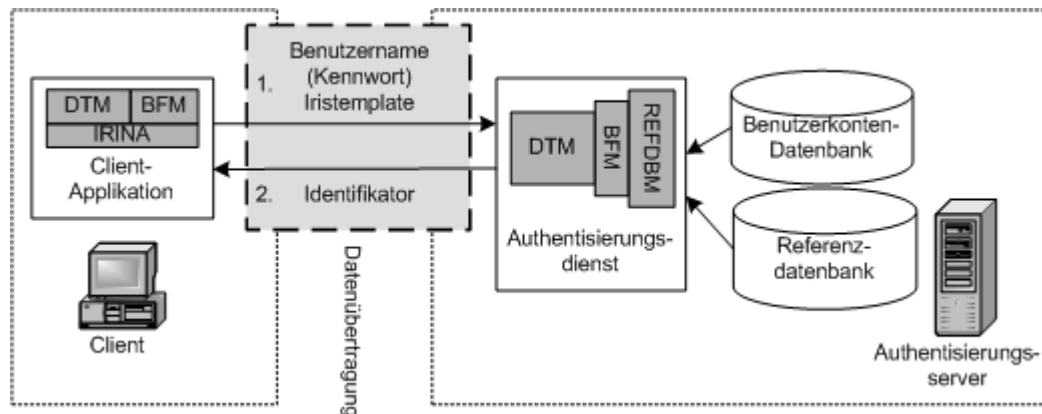 DTM
BFM
IRINA
Client-
Applikation
Client
1.
Benutzername
(Kennwort)
Iristemplate
2.
Identifikator
Datenübertragung
DTM
BFM
REFDBM
Authentisierungs-
dienst
Benutzerkonten-
Datenbank
Referenz-
datenbank
Authentisierungs-
server